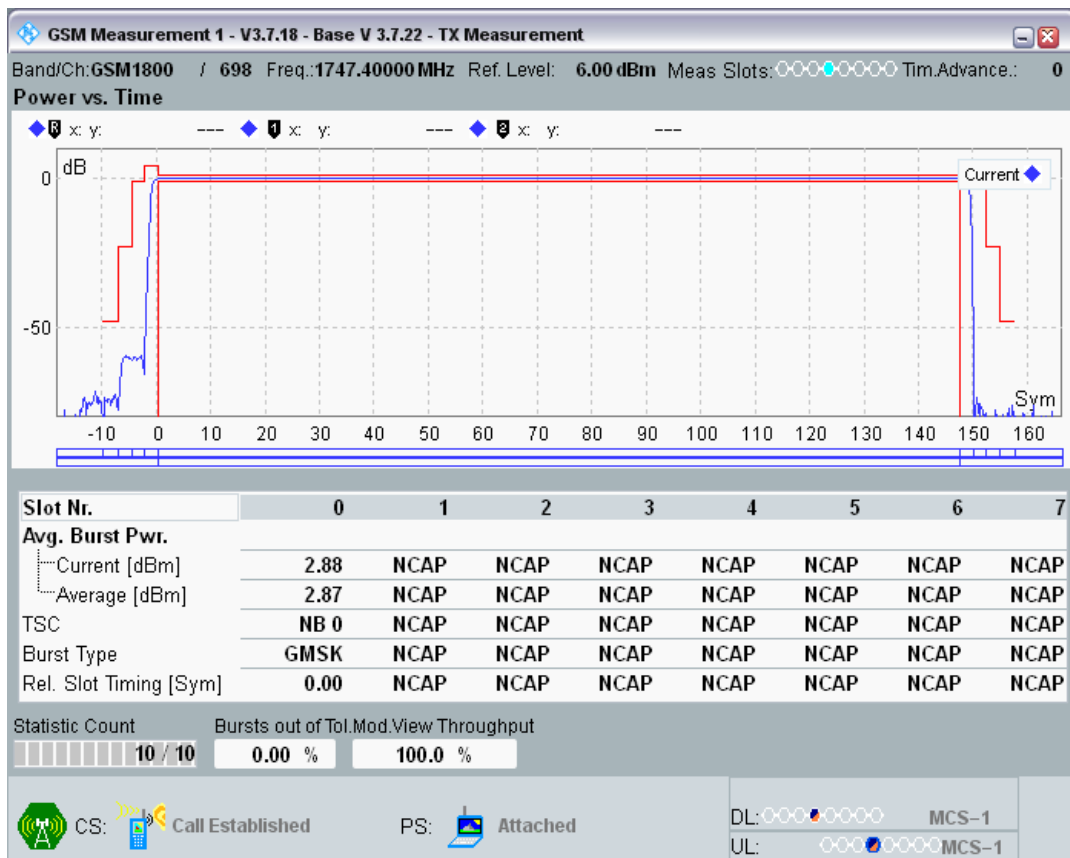 GSM Measurement 1 - V3.7.18 - Base V 3.7.22 - TX Measurement
Band/Ch:GSM1800 / 698 Freq.:1747.40000 MHz Ref. Level: 6.00 dBm Meas Slots: Tim.Advance.: 0
Power vs. Time
R x: y: --- 1 x: y: --- 2 x: y: ---
dB
0
Current
-50
Sym
-10 0 10 20 30 40 50 60 70 80 90 100 110 120 130 140 150 160
Slot Nr. 0 1 2 3 4 5 6 7
Avg. Burst Pwr.
Current [dBm] 2.88 NCAP NCAP NCAP NCAP NCAP NCAP NCAP
Average [dBm] 2.87 NCAP NCAP NCAP NCAP NCAP NCAP NCAP
TSC NB 0 NCAP NCAP NCAP NCAP NCAP NCAP NCAP
Burst Type GMSK NCAP NCAP NCAP NCAP NCAP NCAP NCAP
Rel. Slot Timing [Sym] 0.00 NCAP NCAP NCAP NCAP NCAP NCAP NCAP
Statistic Count Bursts out of Tol.Mod.View Throughput
10 / 10 0.00 % 100.0 %
CS: Call Established PS: Attached
DL: MCS-1
UL: MCS-1